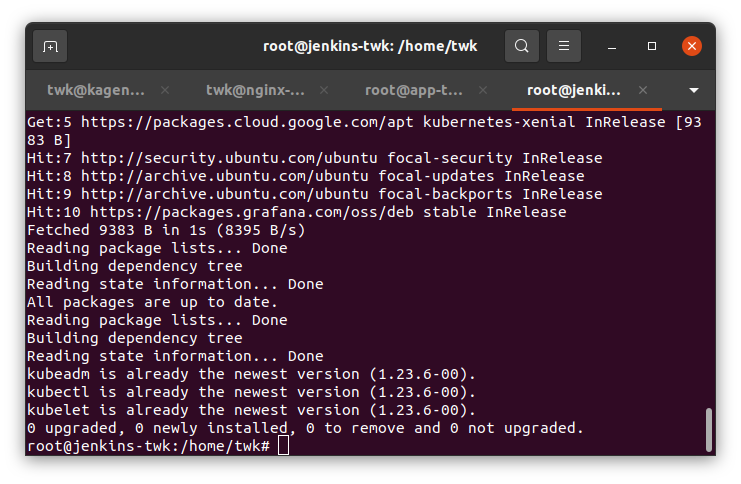 root@jenkins-twk: /home/twk
twk@kagen... twk@nginx-... root@app-t... root@jenki...
Get:5 https://packages.cloud.google.com/apt kubernetes-xenial InRelease [93
83 B]
Hit:7 http://security.ubuntu.com/ubuntu focal-security InRelease
Hit:8 http://archive.ubuntu.com/ubuntu focal-updates InRelease
Hit:9 http://archive.ubuntu.com/ubuntu focal-backports InRelease
Hit:10 https://packages.grafana.com/oss/deb stable InRelease
Fetched 9383 B in 1s (8395 B/s)
Reading package lists... Done
Building dependency tree
Reading state information... Done
All packages are up to date.
Reading package lists... Done
Building dependency tree
Reading state information... Done
kubeadm is already the newest version (1.23.6-00).
kubectl is already the newest version (1.23.6-00).
kubelet is already the newest version (1.23.6-00).
0 upgraded, 0 newly installed, 0 to remove and 0 not upgraded.
root@jenkins-twk:/home/twk#